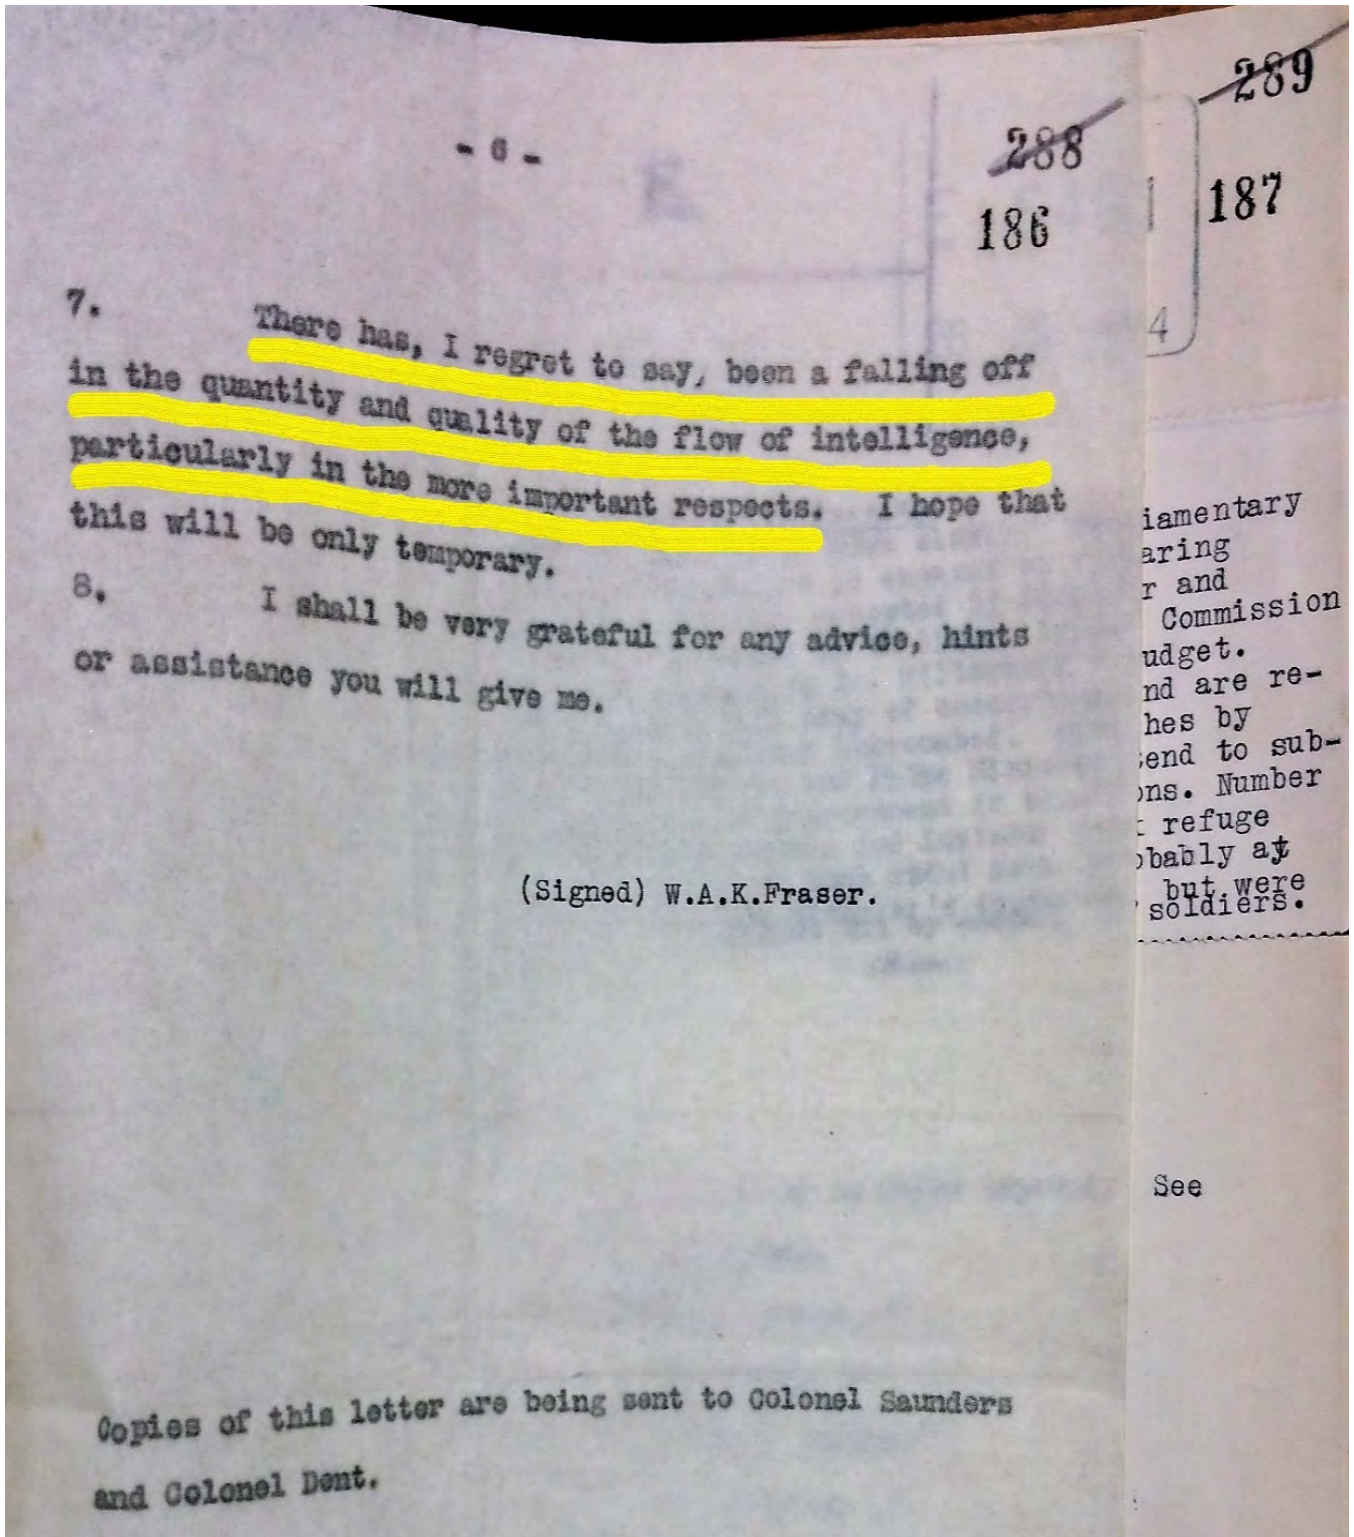 - 6 -
288
186
7. There has, I regret to say, been a falling off
in the quantity and quality of the flow of intelligence,
particularly in the more important respects. I hope that
this will be only temporary.
8. I shall be very grateful for any advice, hints
or assistance you will give me.
(Signed) W.A.K.Fraser.
Copies of this letter are being sent to Colonel Saunders
and Colonel Dent.
289
187
4
iamentary
aring
r and
Commission
udget.
nd are re-
hes by
end to sub-
ons. Number
refuge
obably at
but were
soldiers.
See